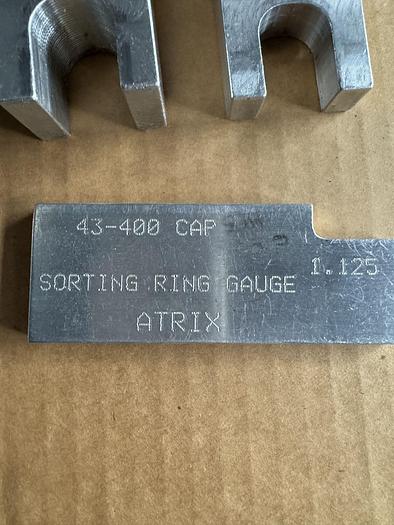 43-400 CAP
SORTING RING GAUGE
1.125
ATRIX